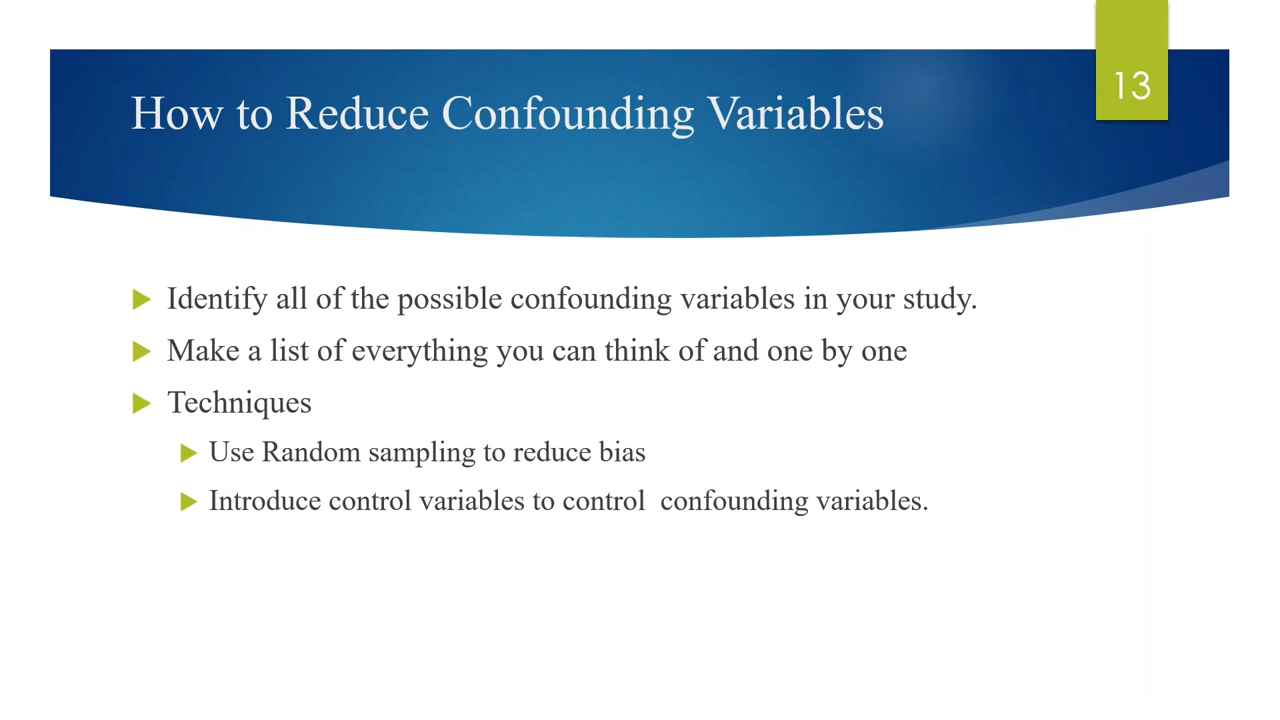 13
How to Reduce Confounding Variables
Identify all of the possible confounding variables in your study.
Make a list of everything you can think of and one by one
Techniques
Use Random sampling to reduce bias
Introduce control variables to control  confounding variables.